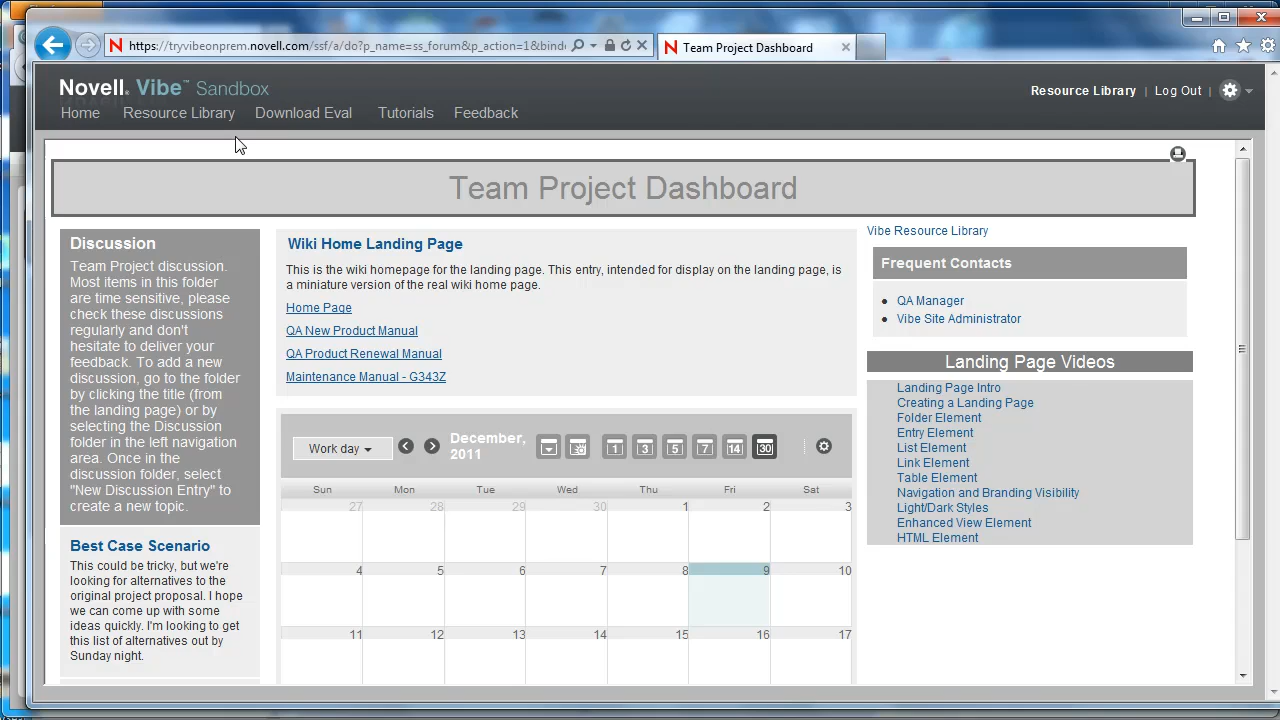 https://tryvibeonprem.novell.com/ssf/a/do?p_name=ss_forum&p_action=1&bind
Team Project Dashboard
Novell. Vibe™ Sandbox
Resource Library | Log Out |
Home Resource Library Download Eval Tutorials Feedback
Team Project Dashboard
Discussion
Team Project discussion.
Most items in this folder
are time sensitive, please
check these discussions
regularly and don't
hesitate to deliver your
feedback. To add a new
discussion, go to the folder
by clicking the title (from
the landing page) or by
selecting the Discussion
folder in the left navigation
area. Once in the
discussion folder, select
"New Discussion Entry" to
create a new topic.
Best Case Scenario
This could be tricky, but we're
looking for alternatives to the
original project proposal. I hope
we can come up with some
ideas quickly. I'm looking to get
this list of alternatives out by
Sunday night.
Wiki Home Landing Page
This is the wiki homepage for the landing page. This entry, intended for display on the landing page, is
a miniature version of the real wiki home page.
Home Page
QA New Product Manual
QA Product Renewal Manual
Maintenance Manual - G343Z
Work day
December,
2011
1 3 5 7 14 30
Sun Mon Tue Wed Thu Fri Sat
27 28 29 30 1 2 3
4 5 6 7 8 9 10
11 12 13 14 15 16 17
Vibe Resource Library
Frequent Contacts
QA Manager
Vibe Site Administrator
Landing Page Videos
Landing Page Intro
Creating a Landing Page
Folder Element
Entry Element
List Element
Link Element
Table Element
Navigation and Branding Visibility
Light/Dark Styles
Enhanced View Element
HTML Element